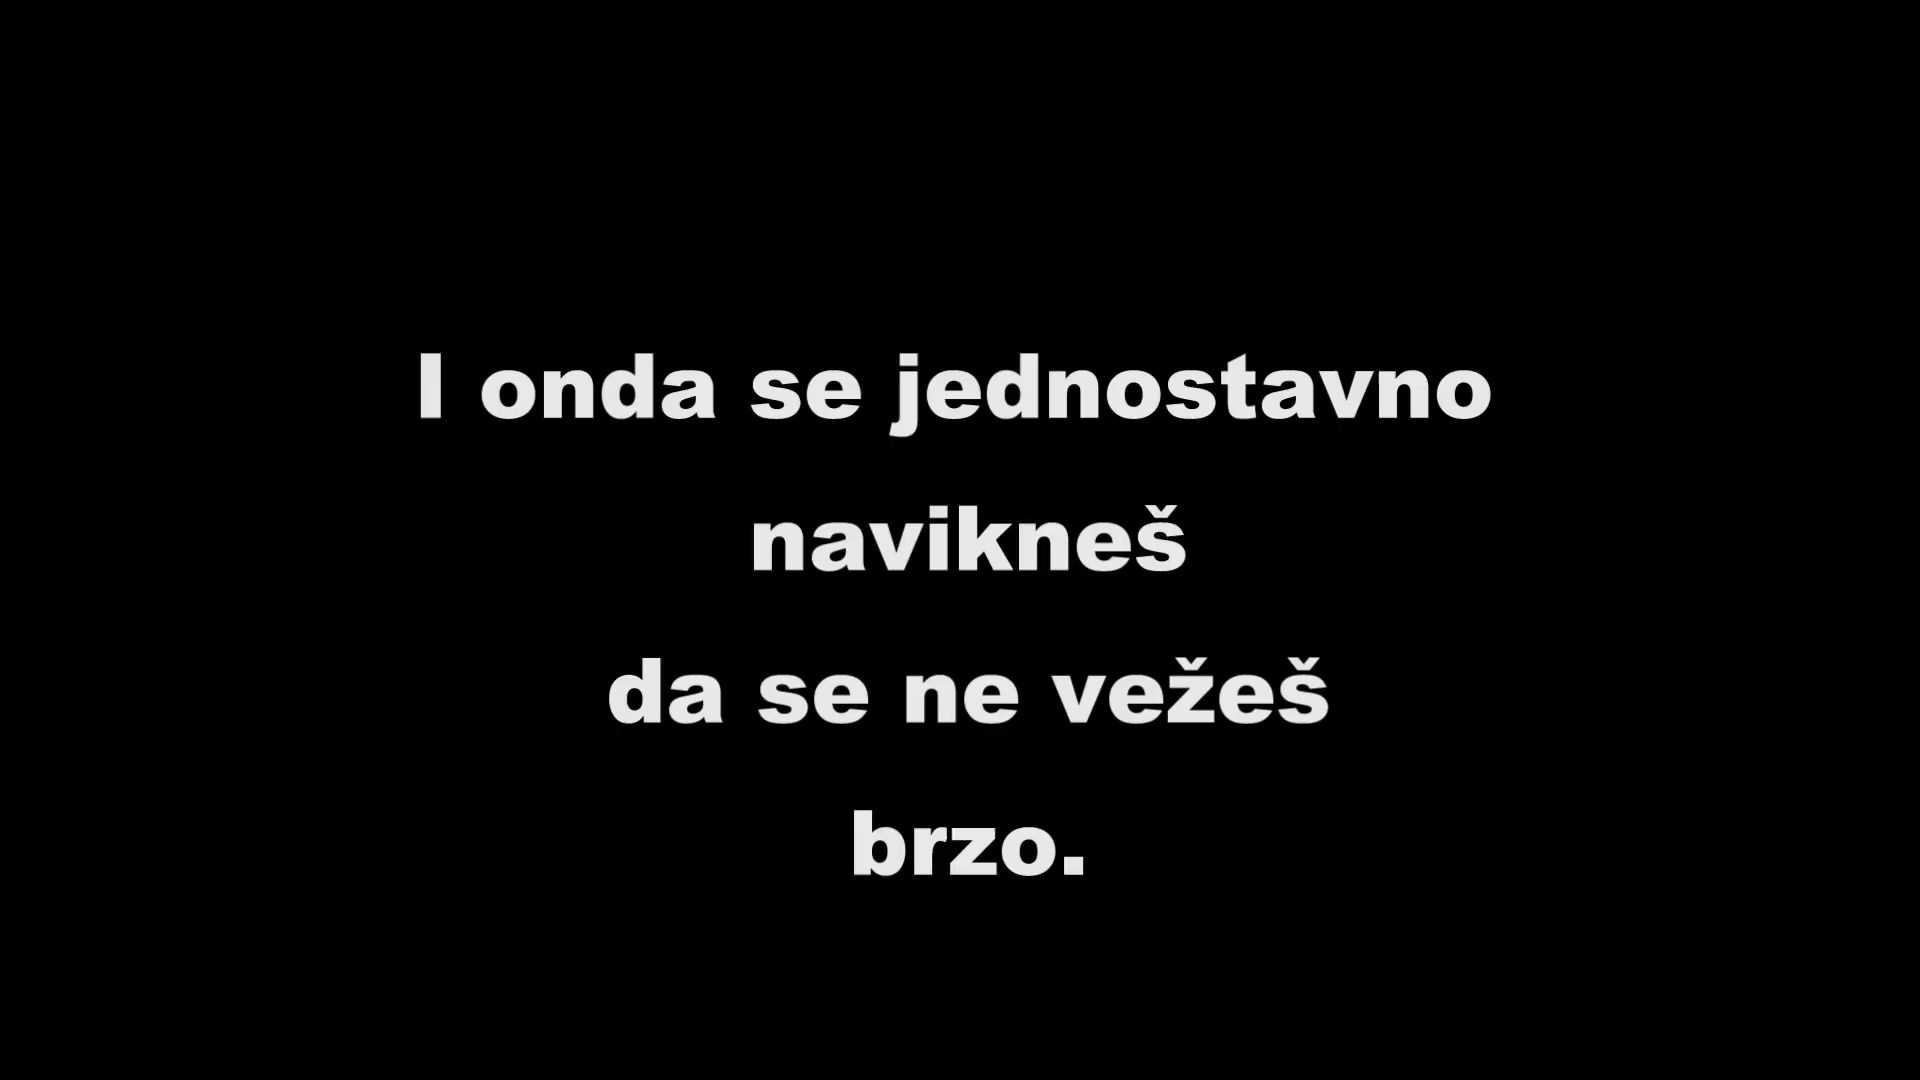 I onda se jednostavno
navikneš
da se ne vežeš
brzo.